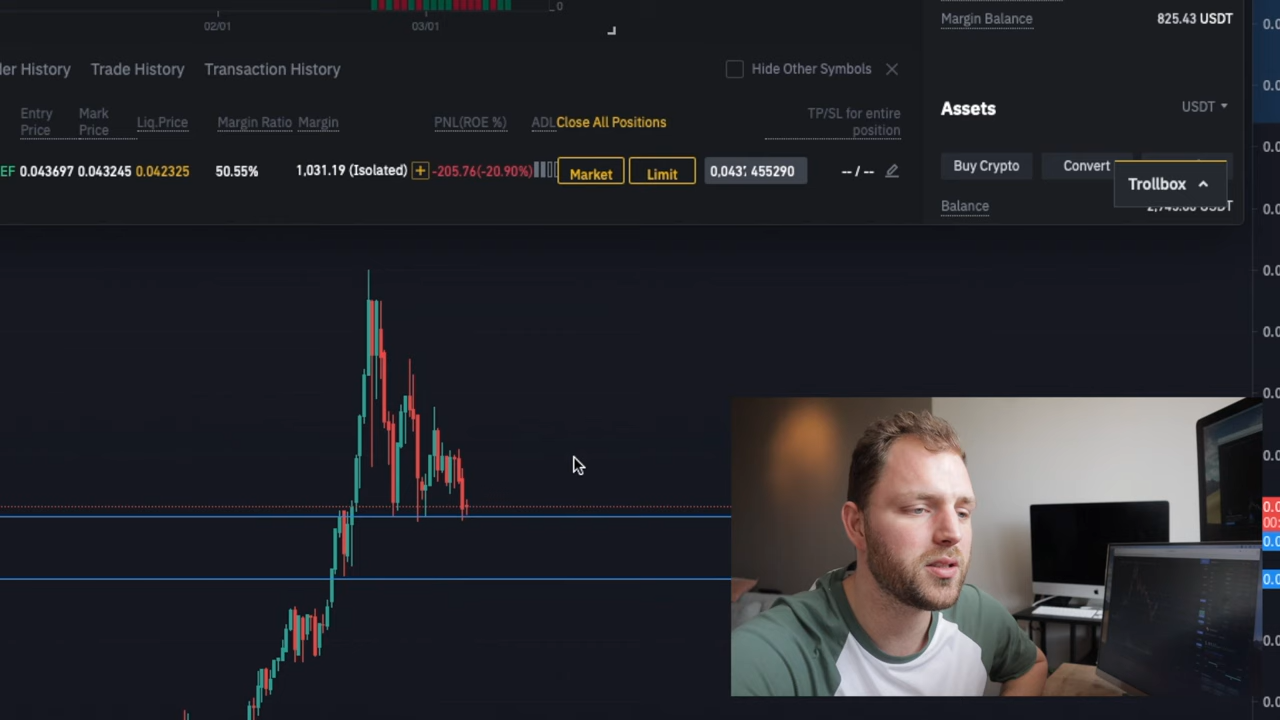 0
Margin Balance 825.43 USDT
02/01 03/01
der History Trade History Transaction History Hide Other Symbols
Assets USDT
Entry Price Mark Price Liq.Price Margin Ratio Margin PNL(ROE %) ADL Close All Positions TP/SL for entire position
EF 0.043697 0.043245 0.042325 50.55% 1,031.19 (Isolated) -205.76(-20.90%) Market Limit 455290 -- / --
Buy Crypto Convert
Trollbox
Balance USDT